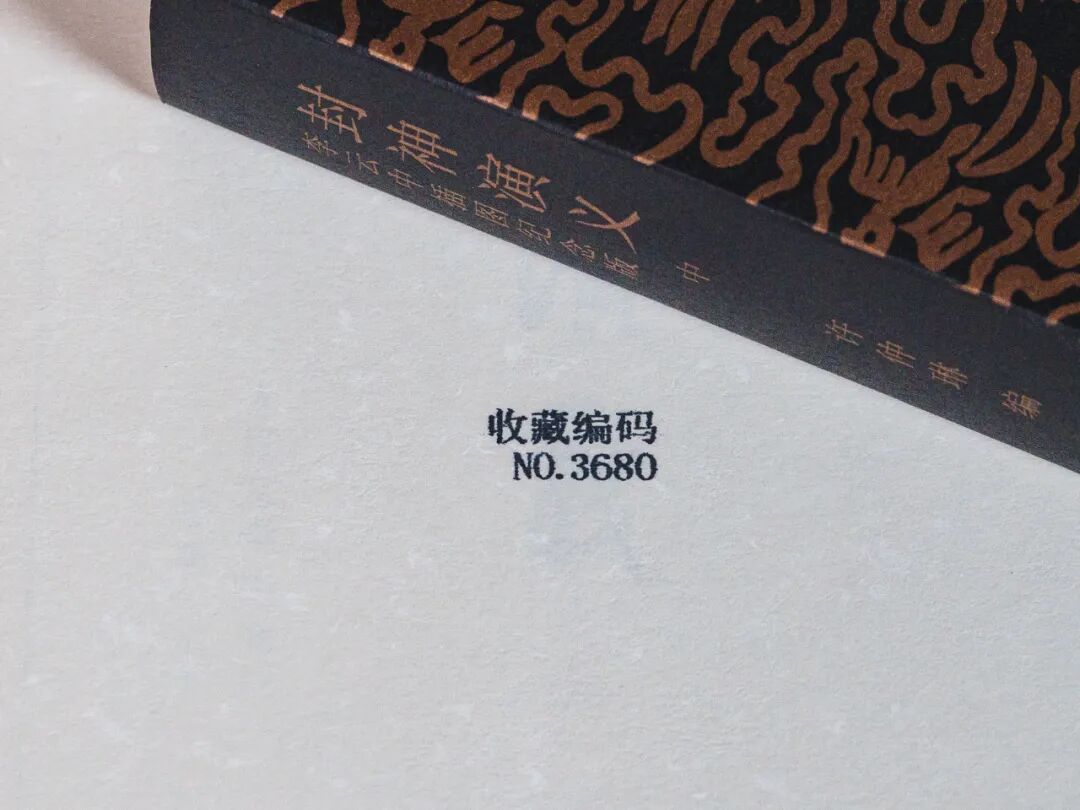 封神演义
李云中插图纪念版
中
许仲琳 编
收藏编码
NO.3680